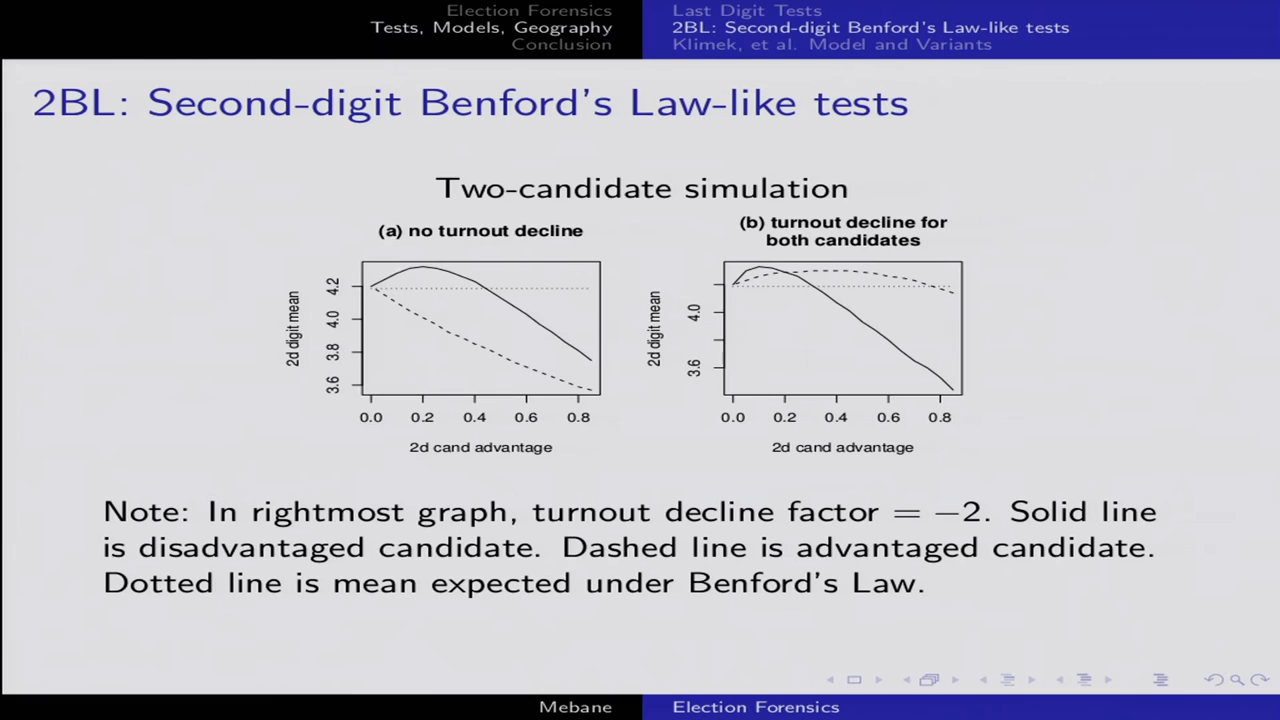 Election Forensics
Tests, Models, Geography
Conclusion
Last Digit Tests
2BL: Second-digit Benford's Law-like tests
Klimek, et al. Model and Variants
2BL: Second-digit Benford's Law-like tests
Two-candidate simulation
(a) no turnout decline
2d digit mean
4.2
4.0
3.8
3.6
0.0 0.2 0.4 0.6 0.8
2d cand advantage
(b) turnout decline for
both candidates
2d digit mean
4.0
3.6
0.0 0.2 0.4 0.6 0.8
2d cand advantage
Note: In rightmost graph, turnout decline factor = −2. Solid line
is disadvantaged candidate. Dashed line is advantaged candidate.
Dotted line is mean expected under Benford's Law.
Mebane
Election Forensics